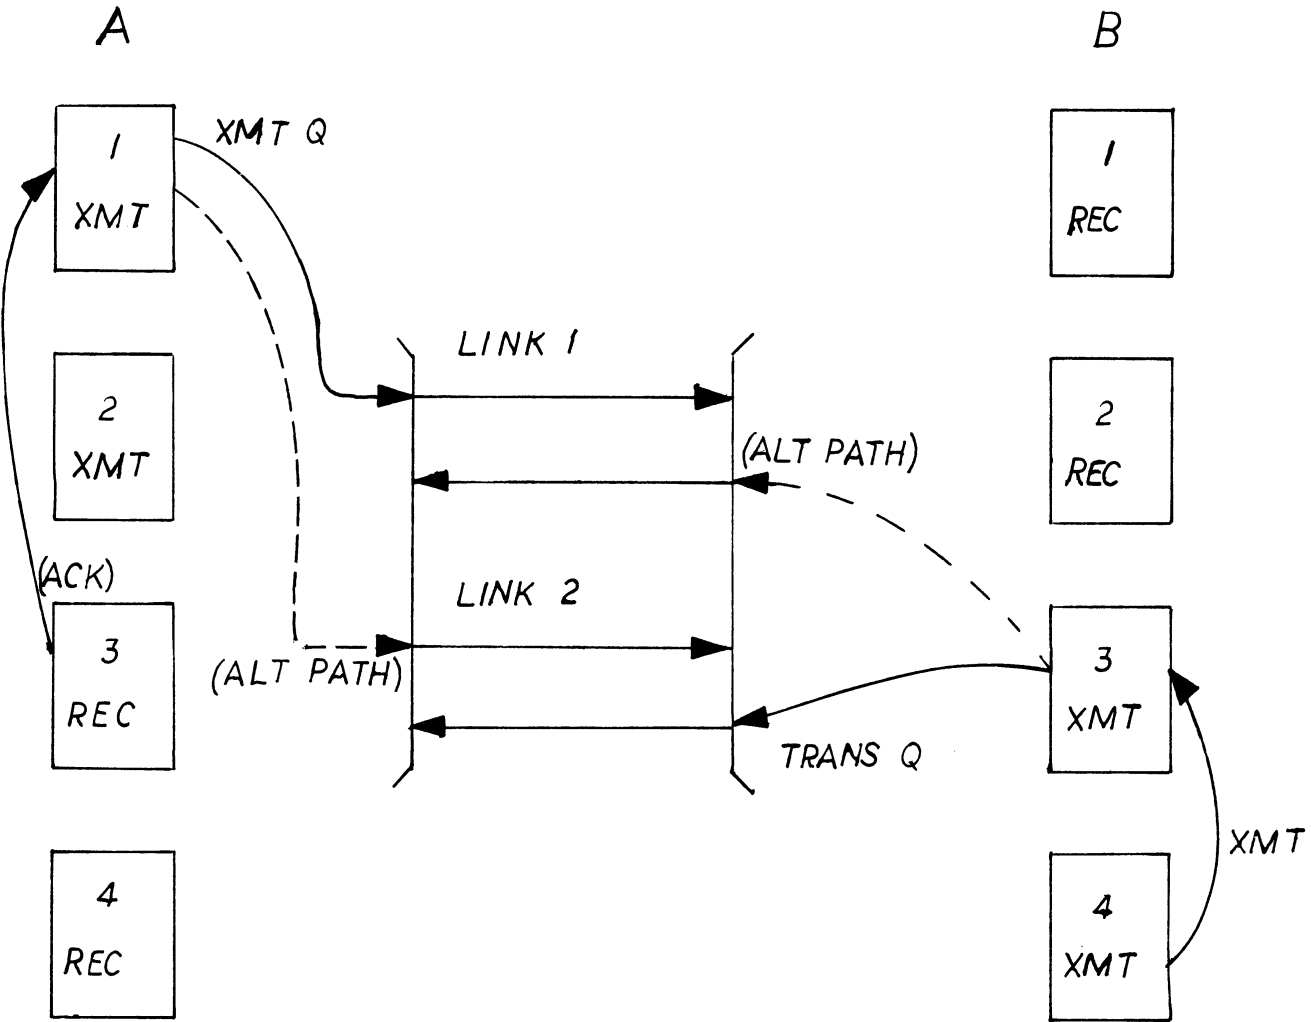 A
B
1
XMT
XMT Q
1
REC
LINK 1
2
XMT
(ALT PATH)
2
REC
(ACK)
LINK 2
3
REC
(ALT PATH)
3
XMT
TRANS Q
XMT
4
REC
4
XMT